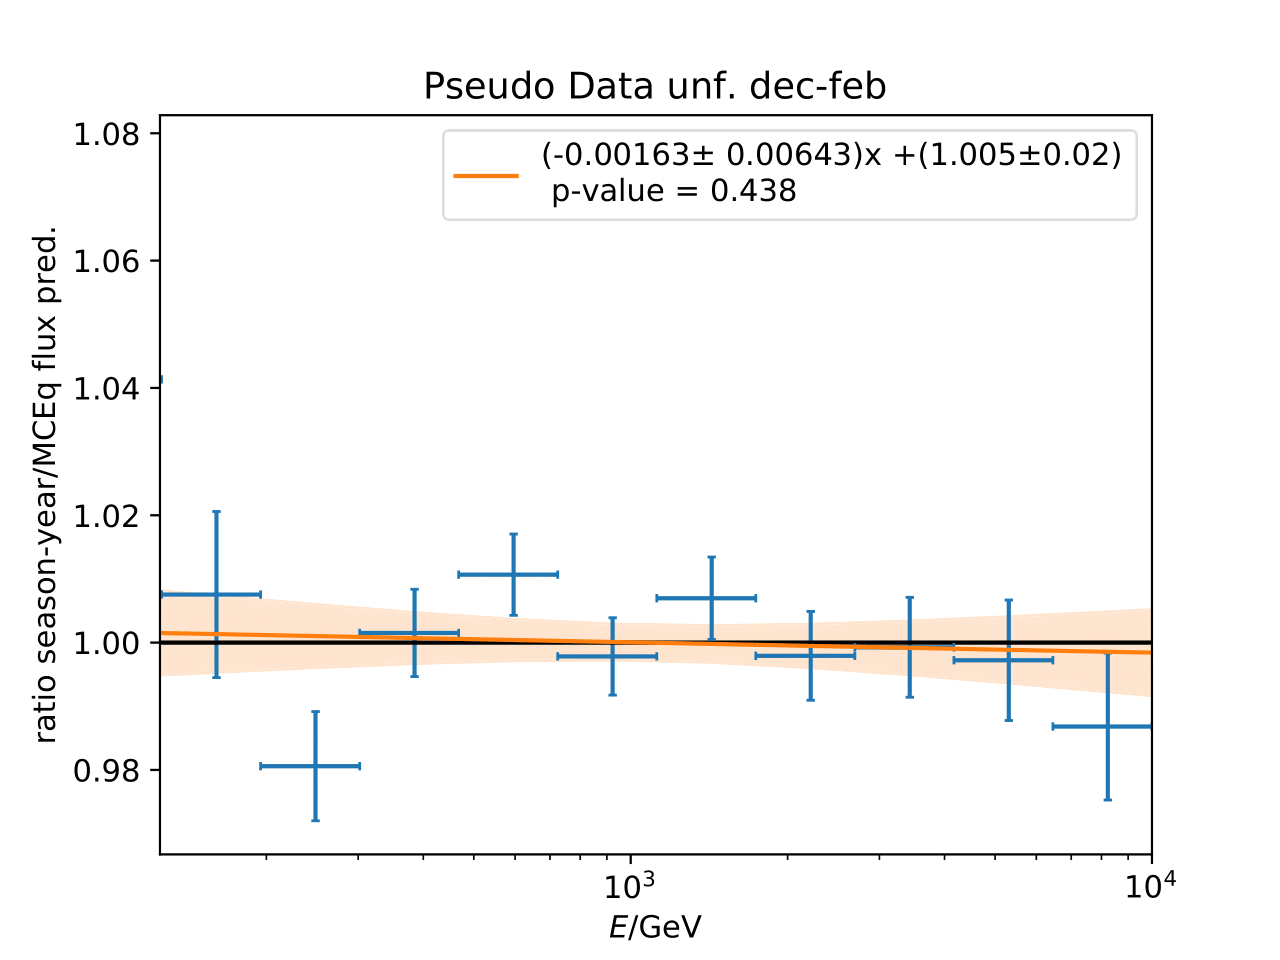 Pseudo Data unf. dec-feb
(-0.00163± 0.00643)x +(1.005±0.02)
p-value = 0.438
ratio season-year/MCEq flux pred.
1.08
1.06
1.04
1.02
1.00
0.98
10³
10⁴
E/GeV